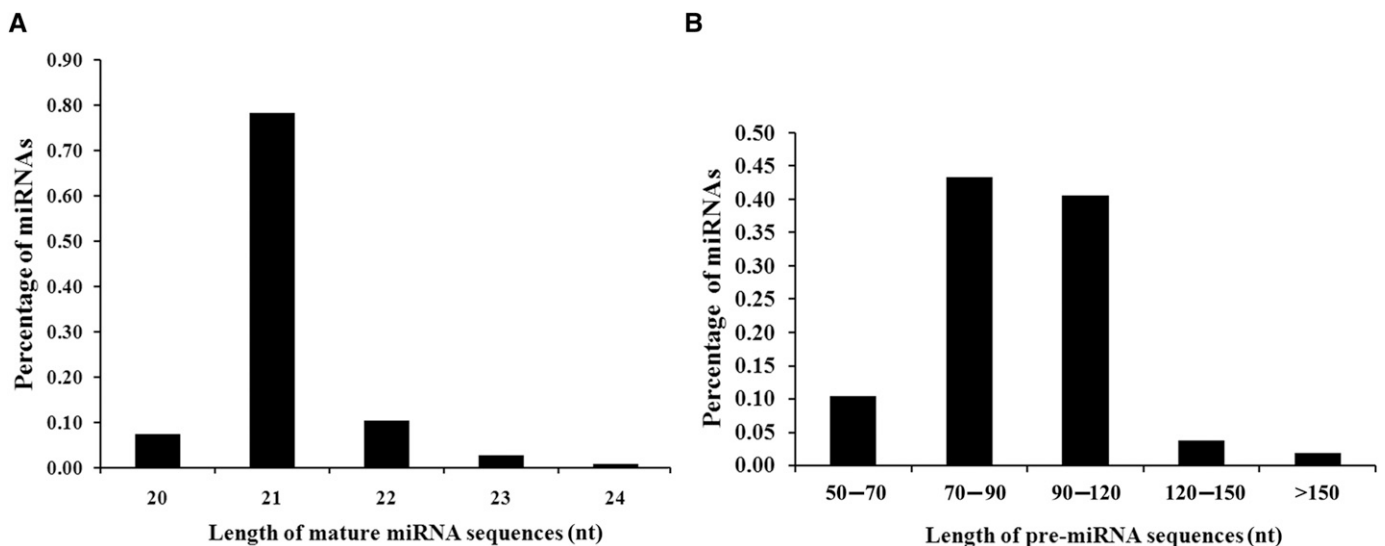 A
Percentage of miRNAs
0.90
0.80
0.70
0.60
0.50
0.40
0.30
0.20
0.10
0.00
20 21 22 23 24
Length of mature miRNA sequences (nt)
B
Percentage of miRNAs
0.50
0.45
0.40
0.35
0.30
0.25
0.20
0.15
0.10
0.05
0.00
50–70 70–90 90–120 120–150 >150
Length of pre-miRNA sequences (nt)